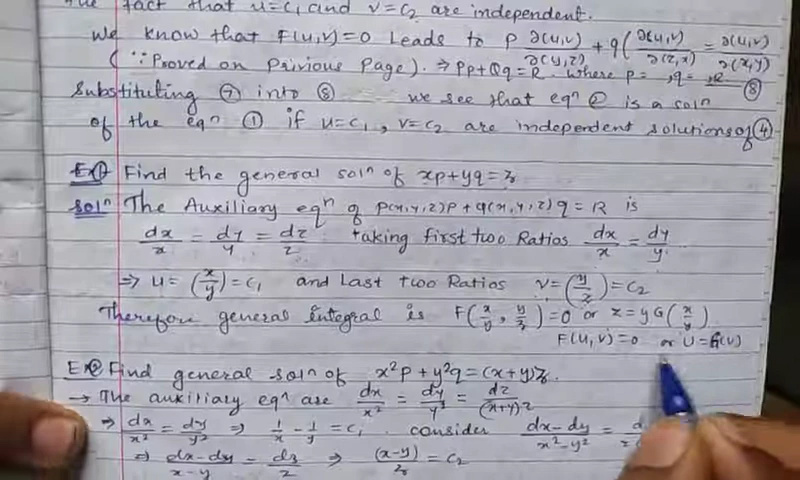 the fact that u=c₁ and v=c₂ are independent.
We know that F(u,v)=0 leads to p ∂(u,v)/∂(y,z) + q(∂(u,v)/∂(z,x) = ∂(u,v)/∂(x,y)
(∵ Proved on Privious Page). ⇒ Pp+Qq=R. where P= ,q= ,R ⑧
Substituting ⑦ into ⑧ we see that eqⁿ ② is a solⁿ
of the eqⁿ ① if u=c₁, v=c₂ are independent solutions of ④
Ex① Find the general solⁿ of xp+yq=z
Solⁿ The Auxiliary eqⁿ of P(x,y,z)p+Q(x,y,z)q=R is
dx/x = dy/y = dz/z taking first two Ratios dx/x = dy/y
⇒ u=(x/y)=c₁ and Last two Ratios v=(y/z)=c₂
Therefore general integral is F(x/y, y/z)=0 or z=yG(x/y)
F(u,v)=0 or u=G(v)
Ex② Find general solⁿ of x²p+y²q=(x+y)z.
→ The auxiliary eqⁿ are dx/x² = dy/y² = dz/(x+y)z
⇒ dx/x² = dy/y² ⇒ 1/x - 1/y = c₁ consider dx-dy/x²-y² =
⇒ dx-dy/x-y = dz/z ⇒ (x-y)/z = c₂